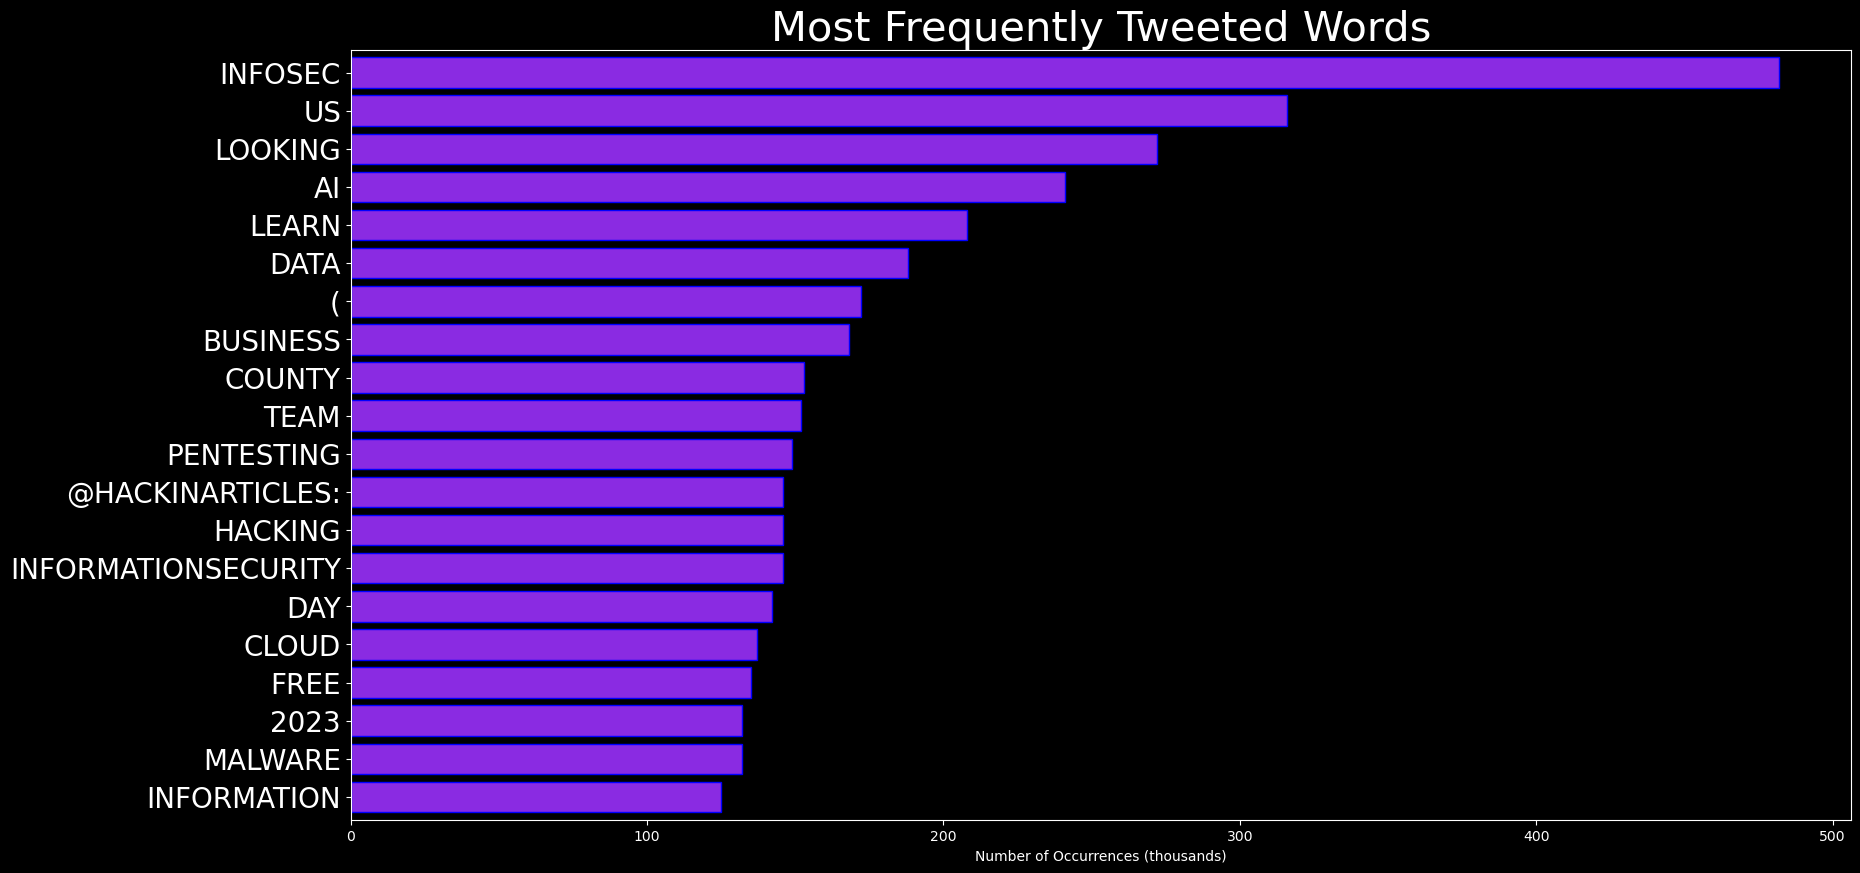 Most Frequently Tweeted Words
INFOSEC
US
LOOKING
AI
LEARN
DATA
(
BUSINESS
COUNTY
TEAM
PENTESTING
@HACKINARTICLES:
HACKING
INFORMATIONSECURITY
DAY
CLOUD
FREE
2023
MALWARE
INFORMATION
0 100 200 300 400 500
Number of Occurrences (thousands)